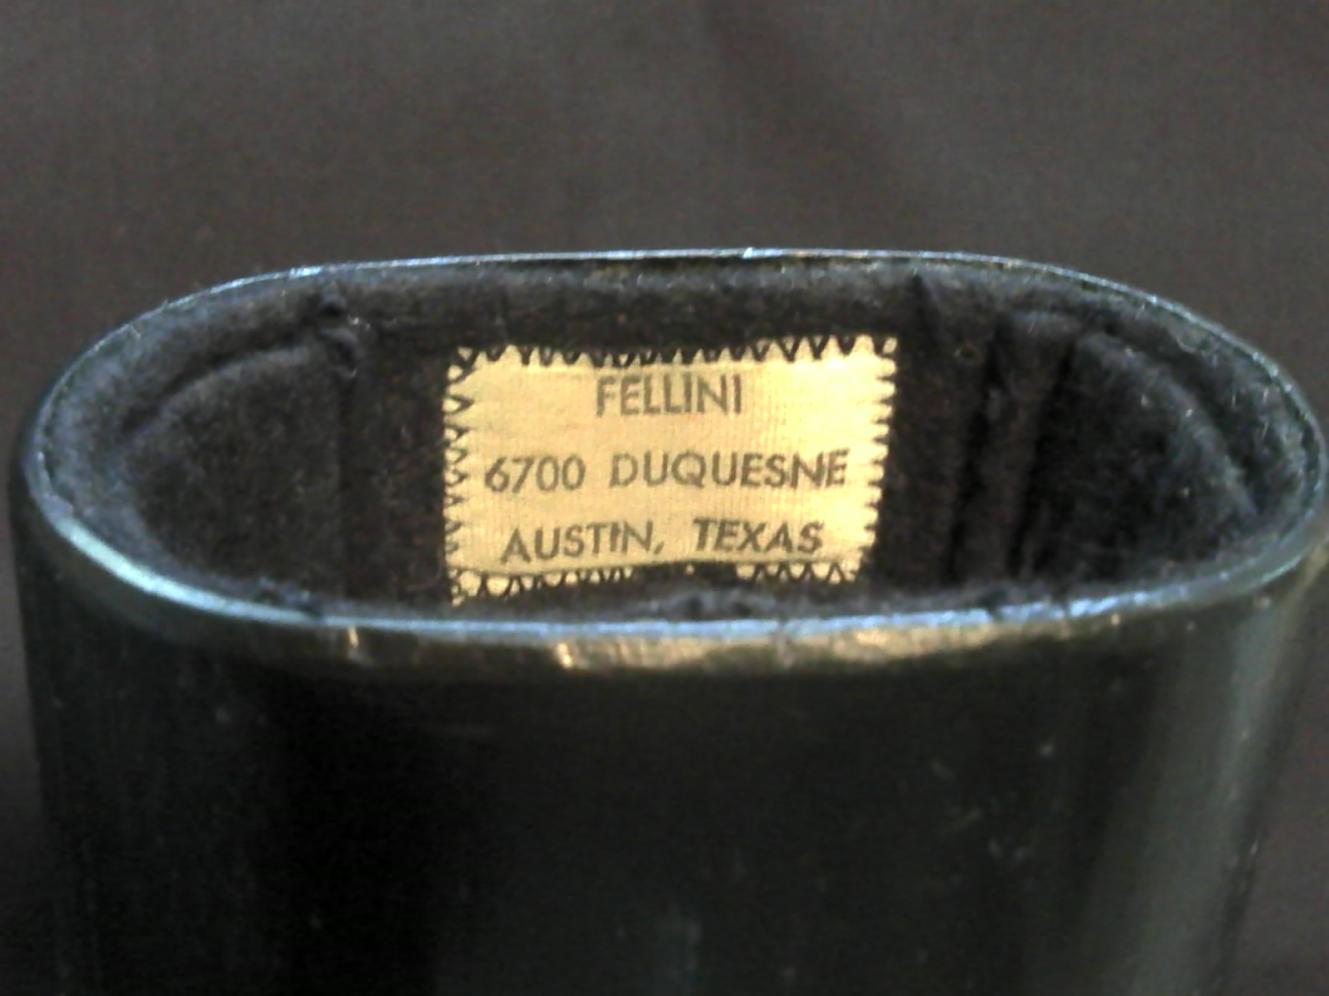 FELLINI
6700 DUQUESNE
AUSTIN, TEXAS